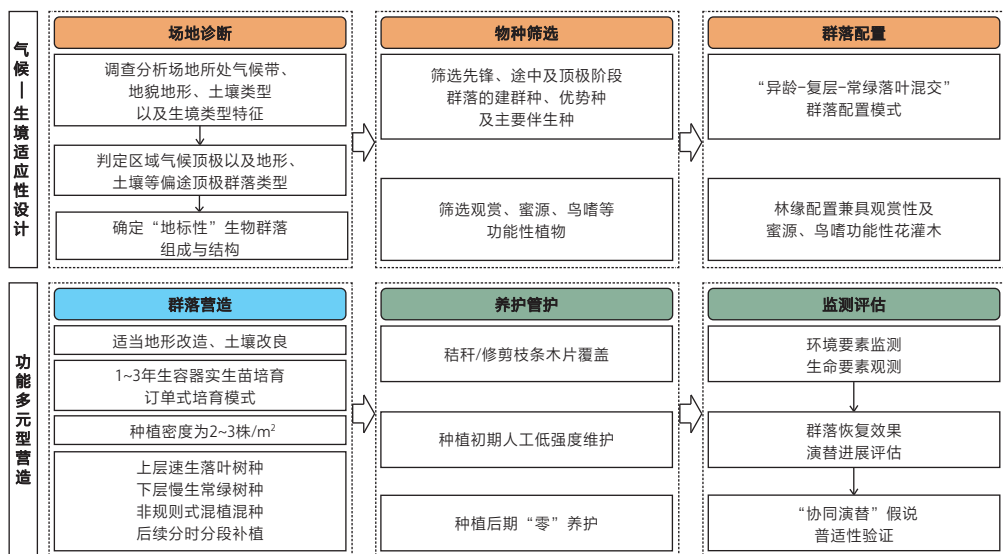 气候—生境适应性设计
场地诊断
调查分析场地所处气候带、
地貌地形、土壤类型
以及生境类型特征
判定区域气候顶极以及地形、
土壤等偏途顶极群落类型
确定“地标性”生物群落
组成与结构
物种筛选
筛选先锋、途中及顶极阶段
群落的建群种、优势种
及主要伴生种
筛选观赏、蜜源、鸟嗜等
功能性植物
群落配置
“异龄-复层-常绿落叶混交”
群落配置模式
林缘配置兼具观赏性及
蜜源、鸟嗜功能性花灌木
功能多元型营造
群落营造
适当地形改造、土壤改良
1~3年生容器实生苗培育
订单式培育模式
种植密度为2~3株/m²
上层速生落叶树种
下层慢生常绿树种
非规则式混植混种
后续分时分段补植
养护管护
秸秆/修剪枝条木片覆盖
种植初期人工低强度维护
种植后期“零”养护
监测评估
环境要素监测
生命要素观测
群落恢复效果
演替进展评估
“协同演替”假说
普适性验证